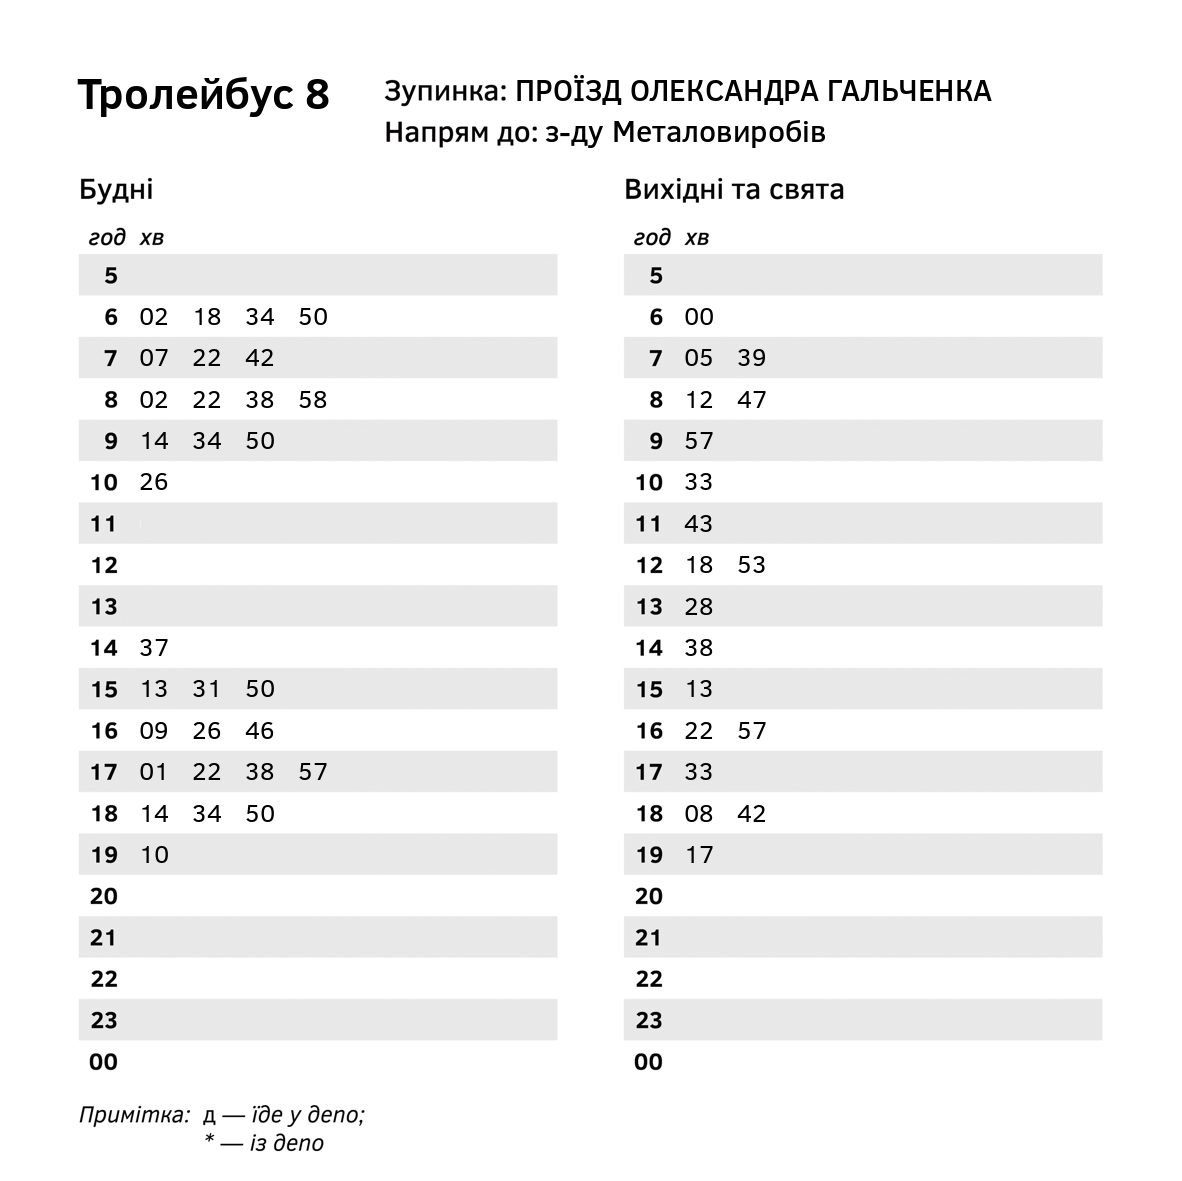 Тролейбус 8
Зупинка: ПРОЇЗД ОЛЕКСАНДРА ГАЛЬЧЕНКА
Напрям до: з-ду Металовиробів
Будні
год хв
5
6 02 18 34 50
7 07 22 42
8 02 22 38 58
9 14 34 50
10 26
11
12
13
14 37
15 13 31 50
16 09 26 46
17 01 22 38 57
18 14 34 50
19 10
20
21
22
23
00
Вихідні та свята
год хв
5
6 00
7 05 39
8 12 47
9 57
10 33
11 43
12 18 53
13 28
14 38
15 13
16 22 57
17 33
18 08 42
19 17
20
21
22
23
00
Примітка: д — їде у депо;
* — із депо